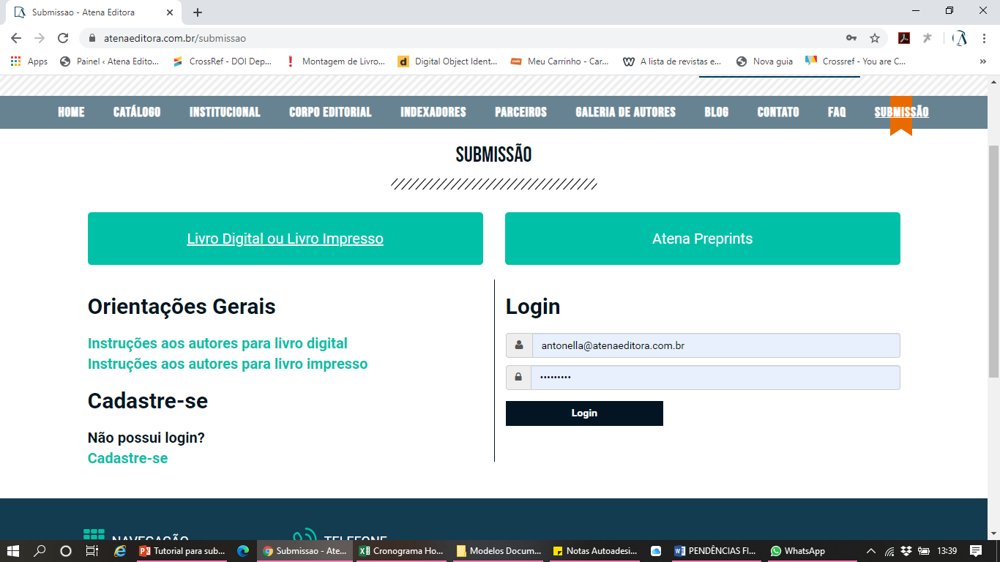 Submissao - Atena Editora
atenaeditora.com.br/submissao
Apps
Painel ‹ Atena Edito...
CrossRef - DOI Dep...
Montagem de Livro...
Digital Object Ident...
Meu Carrinho - Car...
A lista de revistas e...
Nova guia
Crossref - You are C...
»
HOME
CATÁLOGO
INSTITUCIONAL
CORPO EDITORIAL
INDEXADORES
PARCEIROS
GALERIA DE AUTORES
BLOG
CONTATO
FAQ
SUBMISSÃO
SUBMISSÃO
Livro Digital ou Livro Impresso
Atena Preprints
Orientações Gerais
Instruções aos autores para livro digital
Instruções aos autores para livro impresso
Cadastre-se
Não possui login?
Cadastre-se
Login
antonella@atenaeditora.com.br
•••••••••
Login
NAVEGAÇÃO
TELEFONE
Tutorial para sub...
Submissao - Ate...
Cronograma Ho...
Modelos Docum...
Notas Autoadesi...
PENDÊNCIAS FI...
WhatsApp
13:39